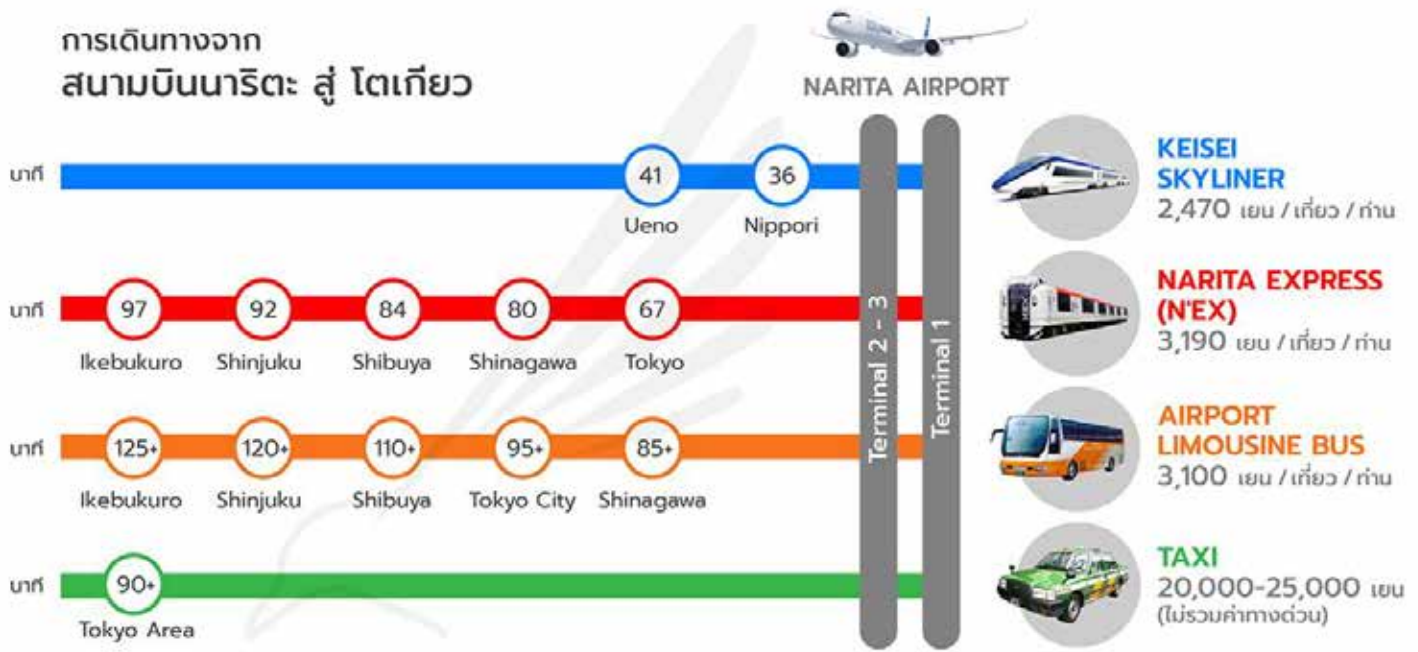 การเดินทางจาก
สนามบินนาริตะ สู่ โตเกียว
NARITA AIRPORT
Terminal 2 - 3
Terminal 1
นาที
41
36
Ueno
Nippori
KEISEI
SKYLINER
2,470 เยน / เที่ยว / ท่าน
นาที
97
92
84
80
67
Ikebukuro
Shinjuku
Shibuya
Shinagawa
Tokyo
NARITA EXPRESS
(N'EX)
3,190 เยน / เที่ยว / ท่าน
นาที
125+
120+
110+
95+
85+
Ikebukuro
Shinjuku
Shibuya
Tokyo City
Shinagawa
AIRPORT
LIMOUSINE BUS
3,100 เยน / เที่ยว / ท่าน
นาที
90+
Tokyo Area
TAXI
20,000-25,000 เยน
(ไม่รวมค่าทางด่วน)